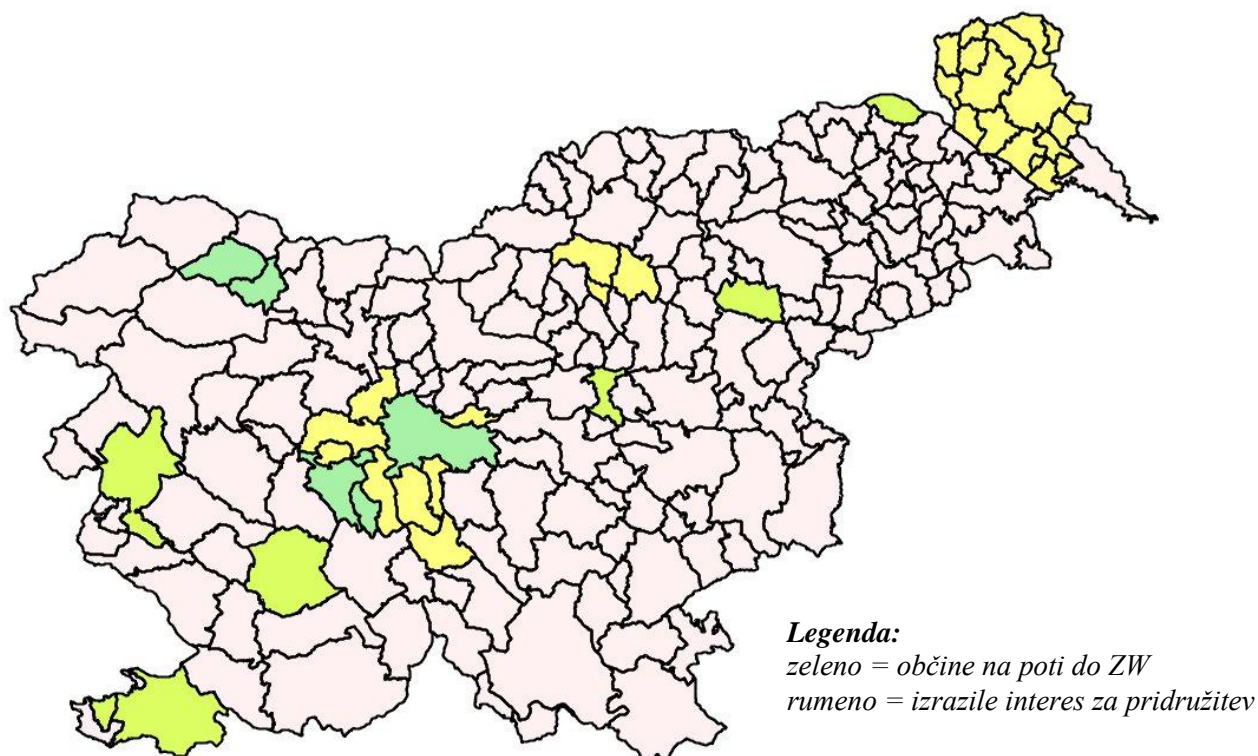 Legenda:
zeleno = občine na poti do ZW
rumeno = izrazile interes za pridružitev